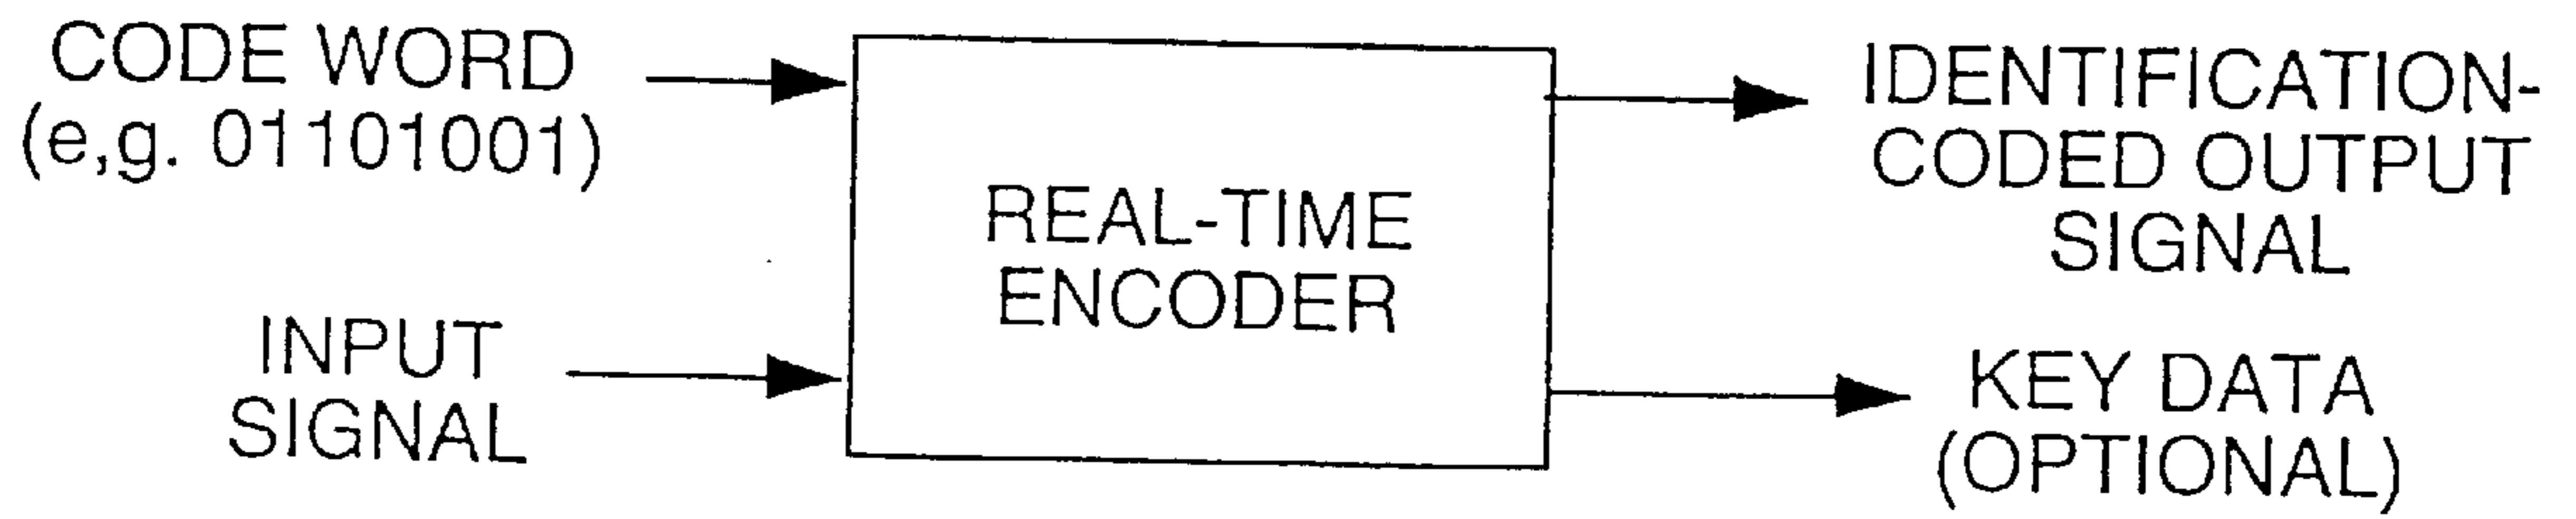 CODE WORD
(e,g. 01101001)
INPUT
SIGNAL
REAL-TIME
ENCODER
IDENTIFICATION-
CODED OUTPUT
SIGNAL
KEY DATA
(OPTIONAL)